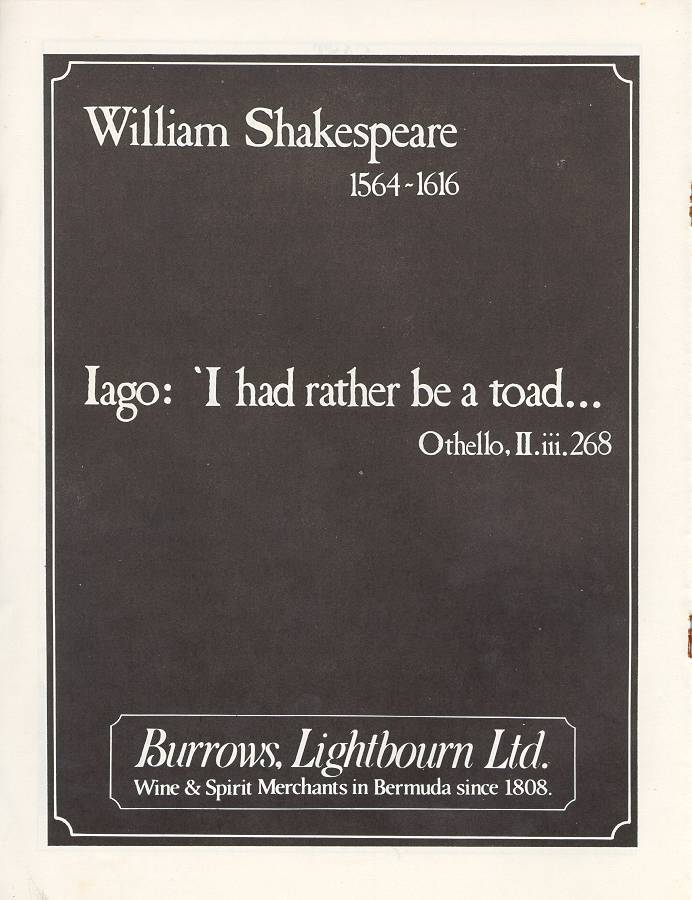 William Shakespeare
1564-1616
Iago: 'I had rather be a toad...
Othello, II.iii.268
Burrows, Lightbourn Ltd.
Wine & Spirit Merchants in Bermuda since 1808.